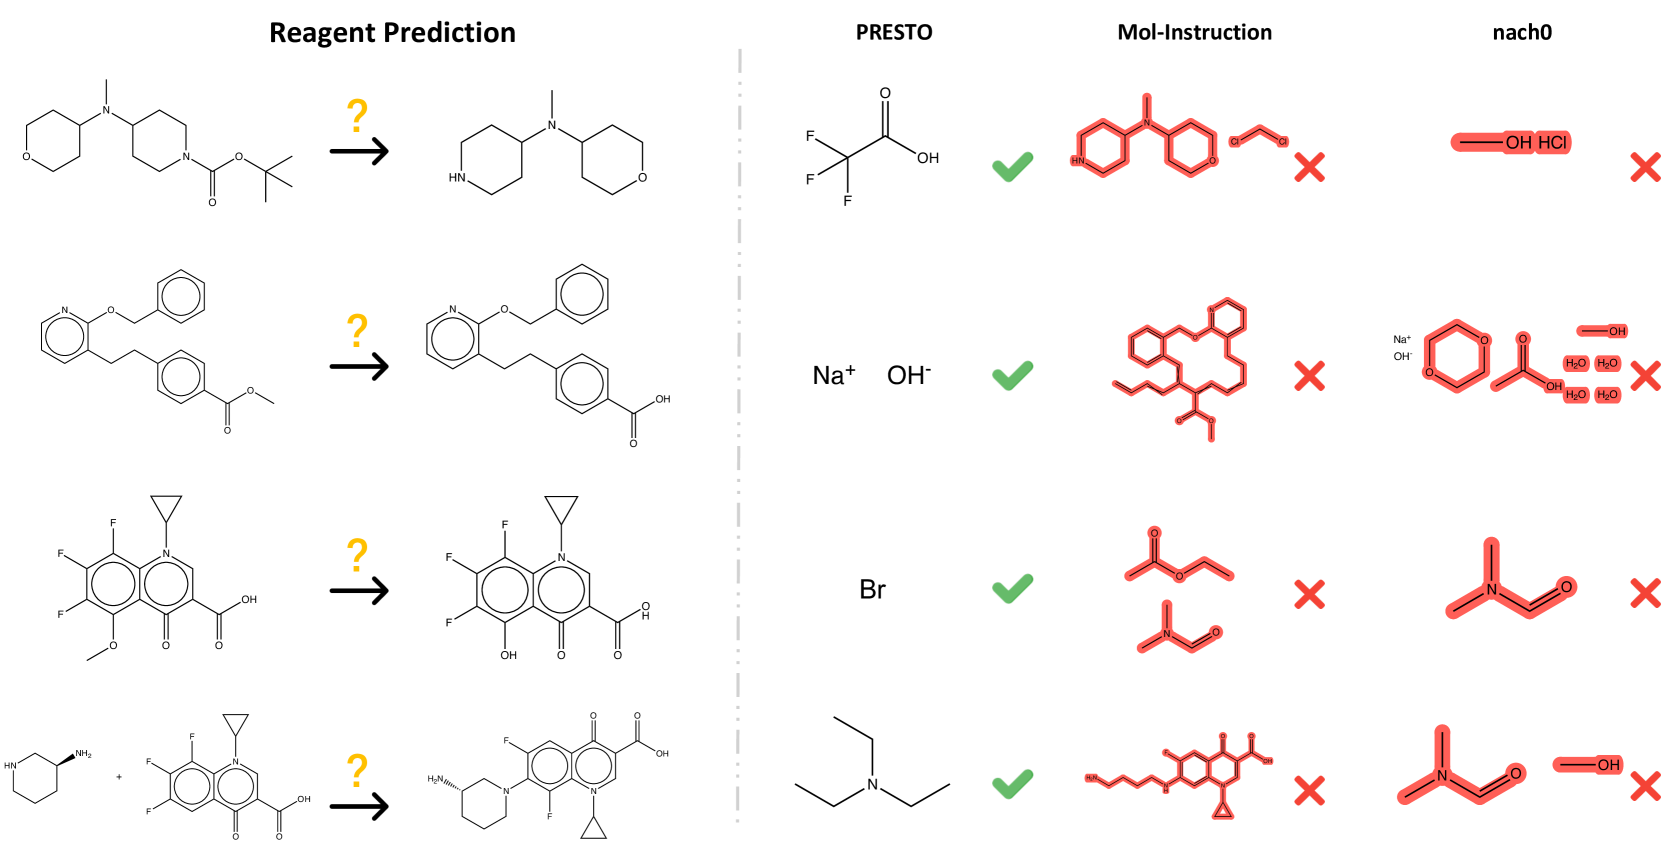 Reagent Prediction PRESTO Mol-Instruction nach0
N O N O O ? N HN O
F F F O OH
HN N O Cl Cl
OH HCl
N O O O ? N O OH O
Na⁺ OH⁻
N O O O
Na⁺ OH⁻ O O O OH OH H₂O H₂O H₂O H₂O
F F F N O O O OH ? F F F N OH O O O H
Br
O O N O
N O
HN NH₂ + F F F N O O OH ? F F N N H₂N O O OH
N
H₂N N H F N O O OH
N O OH